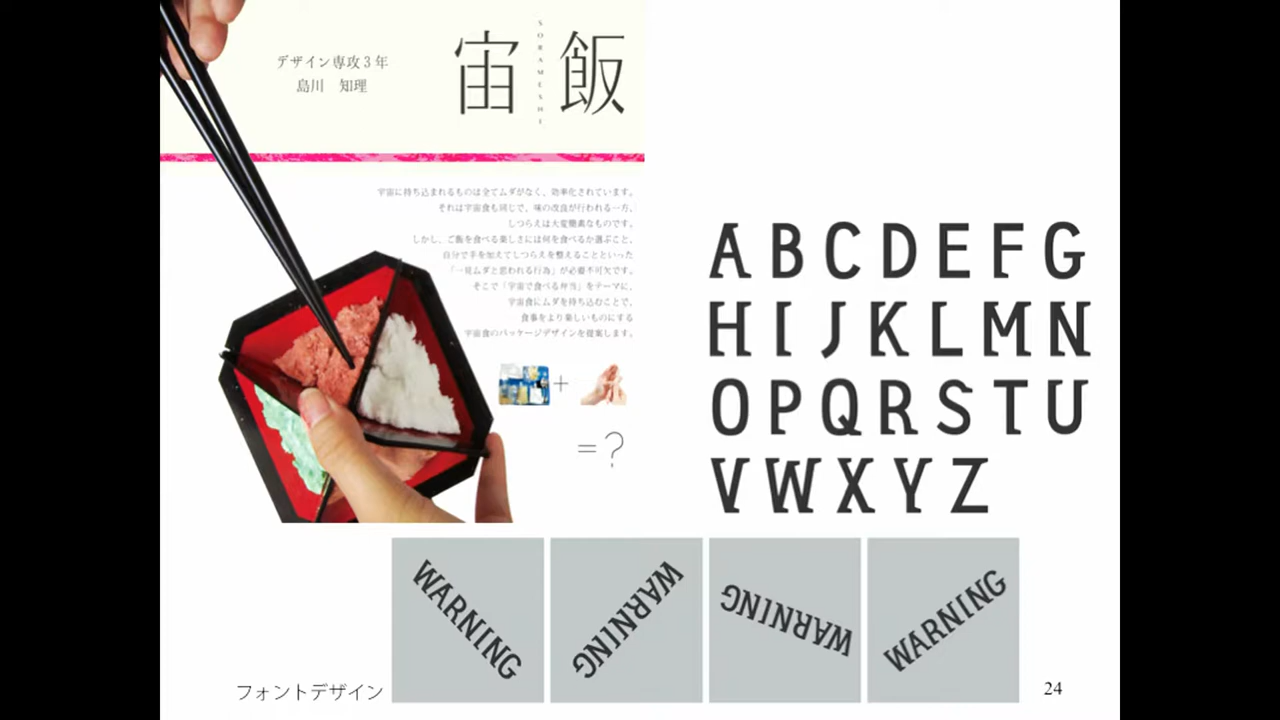 デザイン専攻3年
島川 知理
宙飯
SORAMESHI
宇宙に持ち込まれるものは全てムダがなく、効率化されています。
それは宇宙食も同じで、味の改良が行われる一方、
しつらえは大変簡素なものです。
しかし、ご飯を食べる楽しさには何を食べるか選ぶこと、
自分で手を加えてしつらえを整えることといった
「一見ムダと思われる行為」が必要不可欠です。
そこで「宇宙で食べる弁当」をテーマに、
宇宙食にムダを持ち込むことで、
食事をより楽しいものにする
宇宙食のパッケージデザインを提案します。
+
=?
ABCDEFG
HIJKLMN
OPQRSTU
VWXYZ
WARNING
WARNING
WARNING
WARNING
フォントデザイン
24